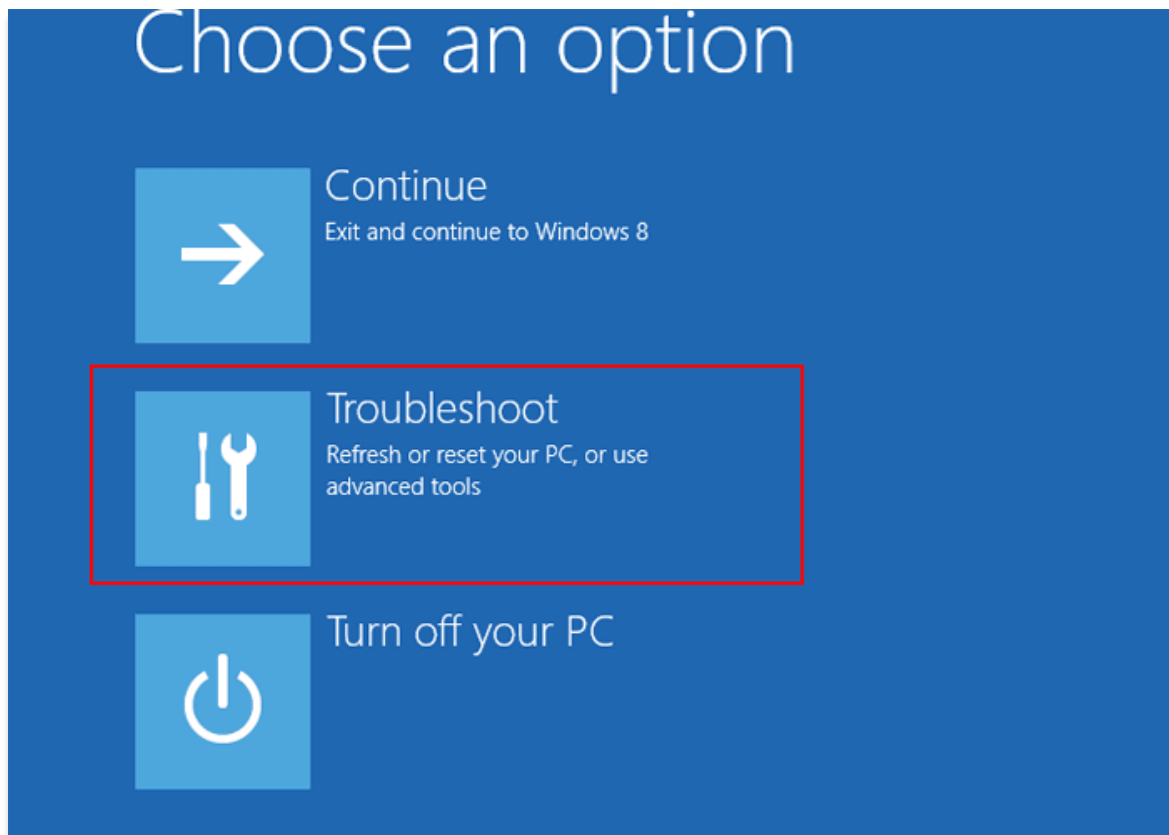 Choose an option
Continue
Exit and continue to Windows 8
Troubleshoot
Refresh or reset your PC, or use
advanced tools
Turn off your PC